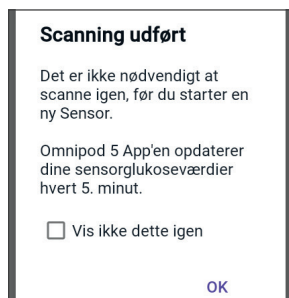 Scanning udført
Det er ikke nødvendigt at
scanne igen, før du starter en
ny Sensor.
Omnipod 5 App'en opdaterer
dine sensorglukoseværdier
hvert 5. minut.
Vis ikke dette igen
OK